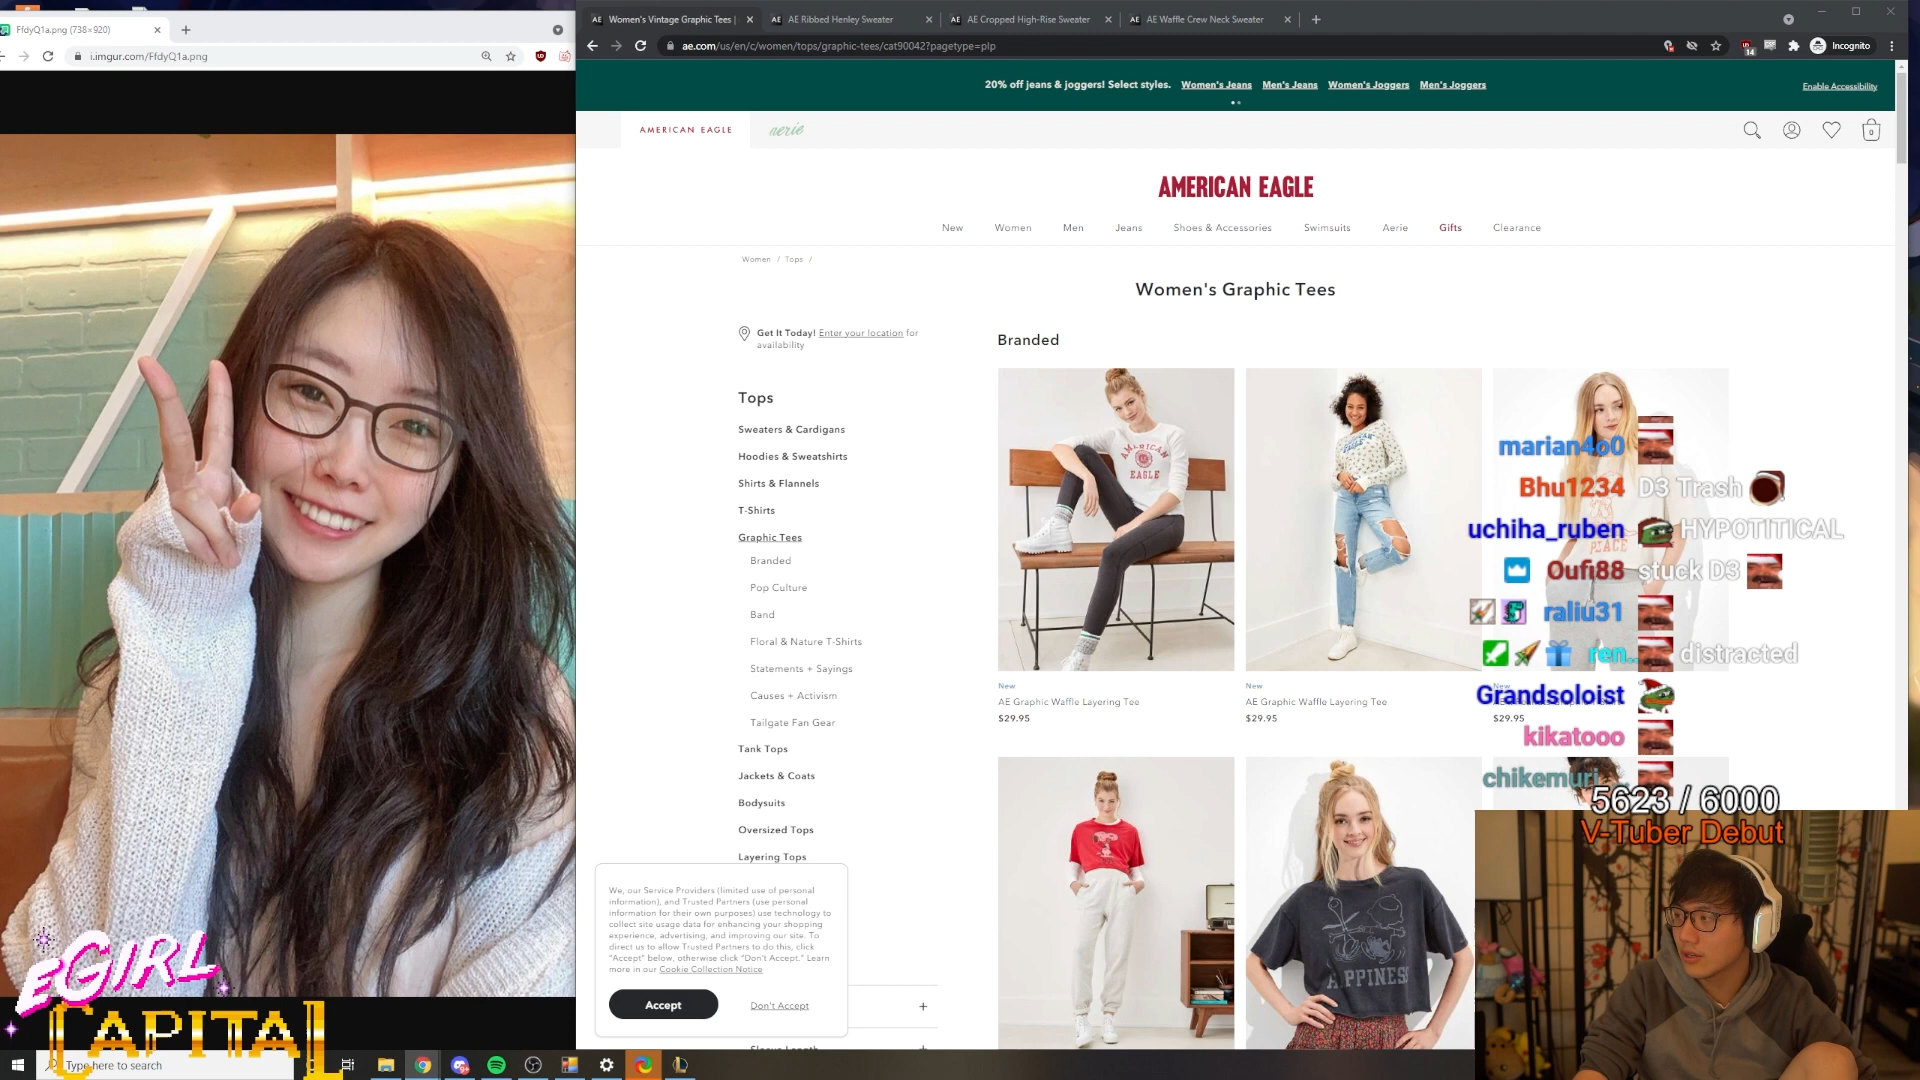 FfdyQ1a.png (738×920)
i.imgur.com/FfdyQ1a.png
Women's Vintage Graphic Tees |
AE Ribbed Henley Sweater
AE Cropped High-Rise Sweater
AE Waffle Crew Neck Sweater
ae.com/us/en/c/women/tops/graphic-tees/cat90042?pagetype=plp
14
Incognito
20% off jeans & joggers! Select styles. Women's Jeans Men's Jeans Women's Joggers Men's Joggers
Enable Accessibility
AMERICAN EAGLE
aerie
0
AMERICAN EAGLE
New Women Men Jeans Shoes & Accessories Swimsuits Aerie Gifts Clearance
Women / Tops /
Women's Graphic Tees
Get It Today! Enter your location for
availability
Branded
Tops
Sweaters & Cardigans
Hoodies & Sweatshirts
Shirts & Flannels
T-Shirts
Graphic Tees
Branded
Pop Culture
Band
Floral & Nature T-Shirts
Statements + Sayings
Causes + Activism
Tailgate Fan Gear
Tank Tops
Jackets & Coats
Bodysuits
Oversized Tops
Layering Tops
AMERICAN
EAGLE
PEACE
New
AE Graphic Waffle Layering Tee
$29.95
New
AE Graphic Waffle Layering Tee
$29.95
New
$29.95
HAPPINESS
marian4o0
Bhu1234 D3 Trash
uchiha_ruben HYPOTITICAL
Oufi88 stuck D3
raliu31
ren.. distracted
Grandsoloist
kikatooo
chikemuri
5623 / 6000
V-Tuber Debut
We, our Service Providers (limited use of personal
information), and Trusted Partners (use personal
information for their own purposes) use technology to
collect site usage data for enhancing your shopping
experience, advertising, and improving our site. To
direct us to allow Trusted Partners to do this, click
"Accept" below, otherwise click "Don't Accept." Learn
more in our Cookie Collection Notice
Accept
Don't Accept
Sleeve Length
EGIRL
CAPITAL
Type here to search